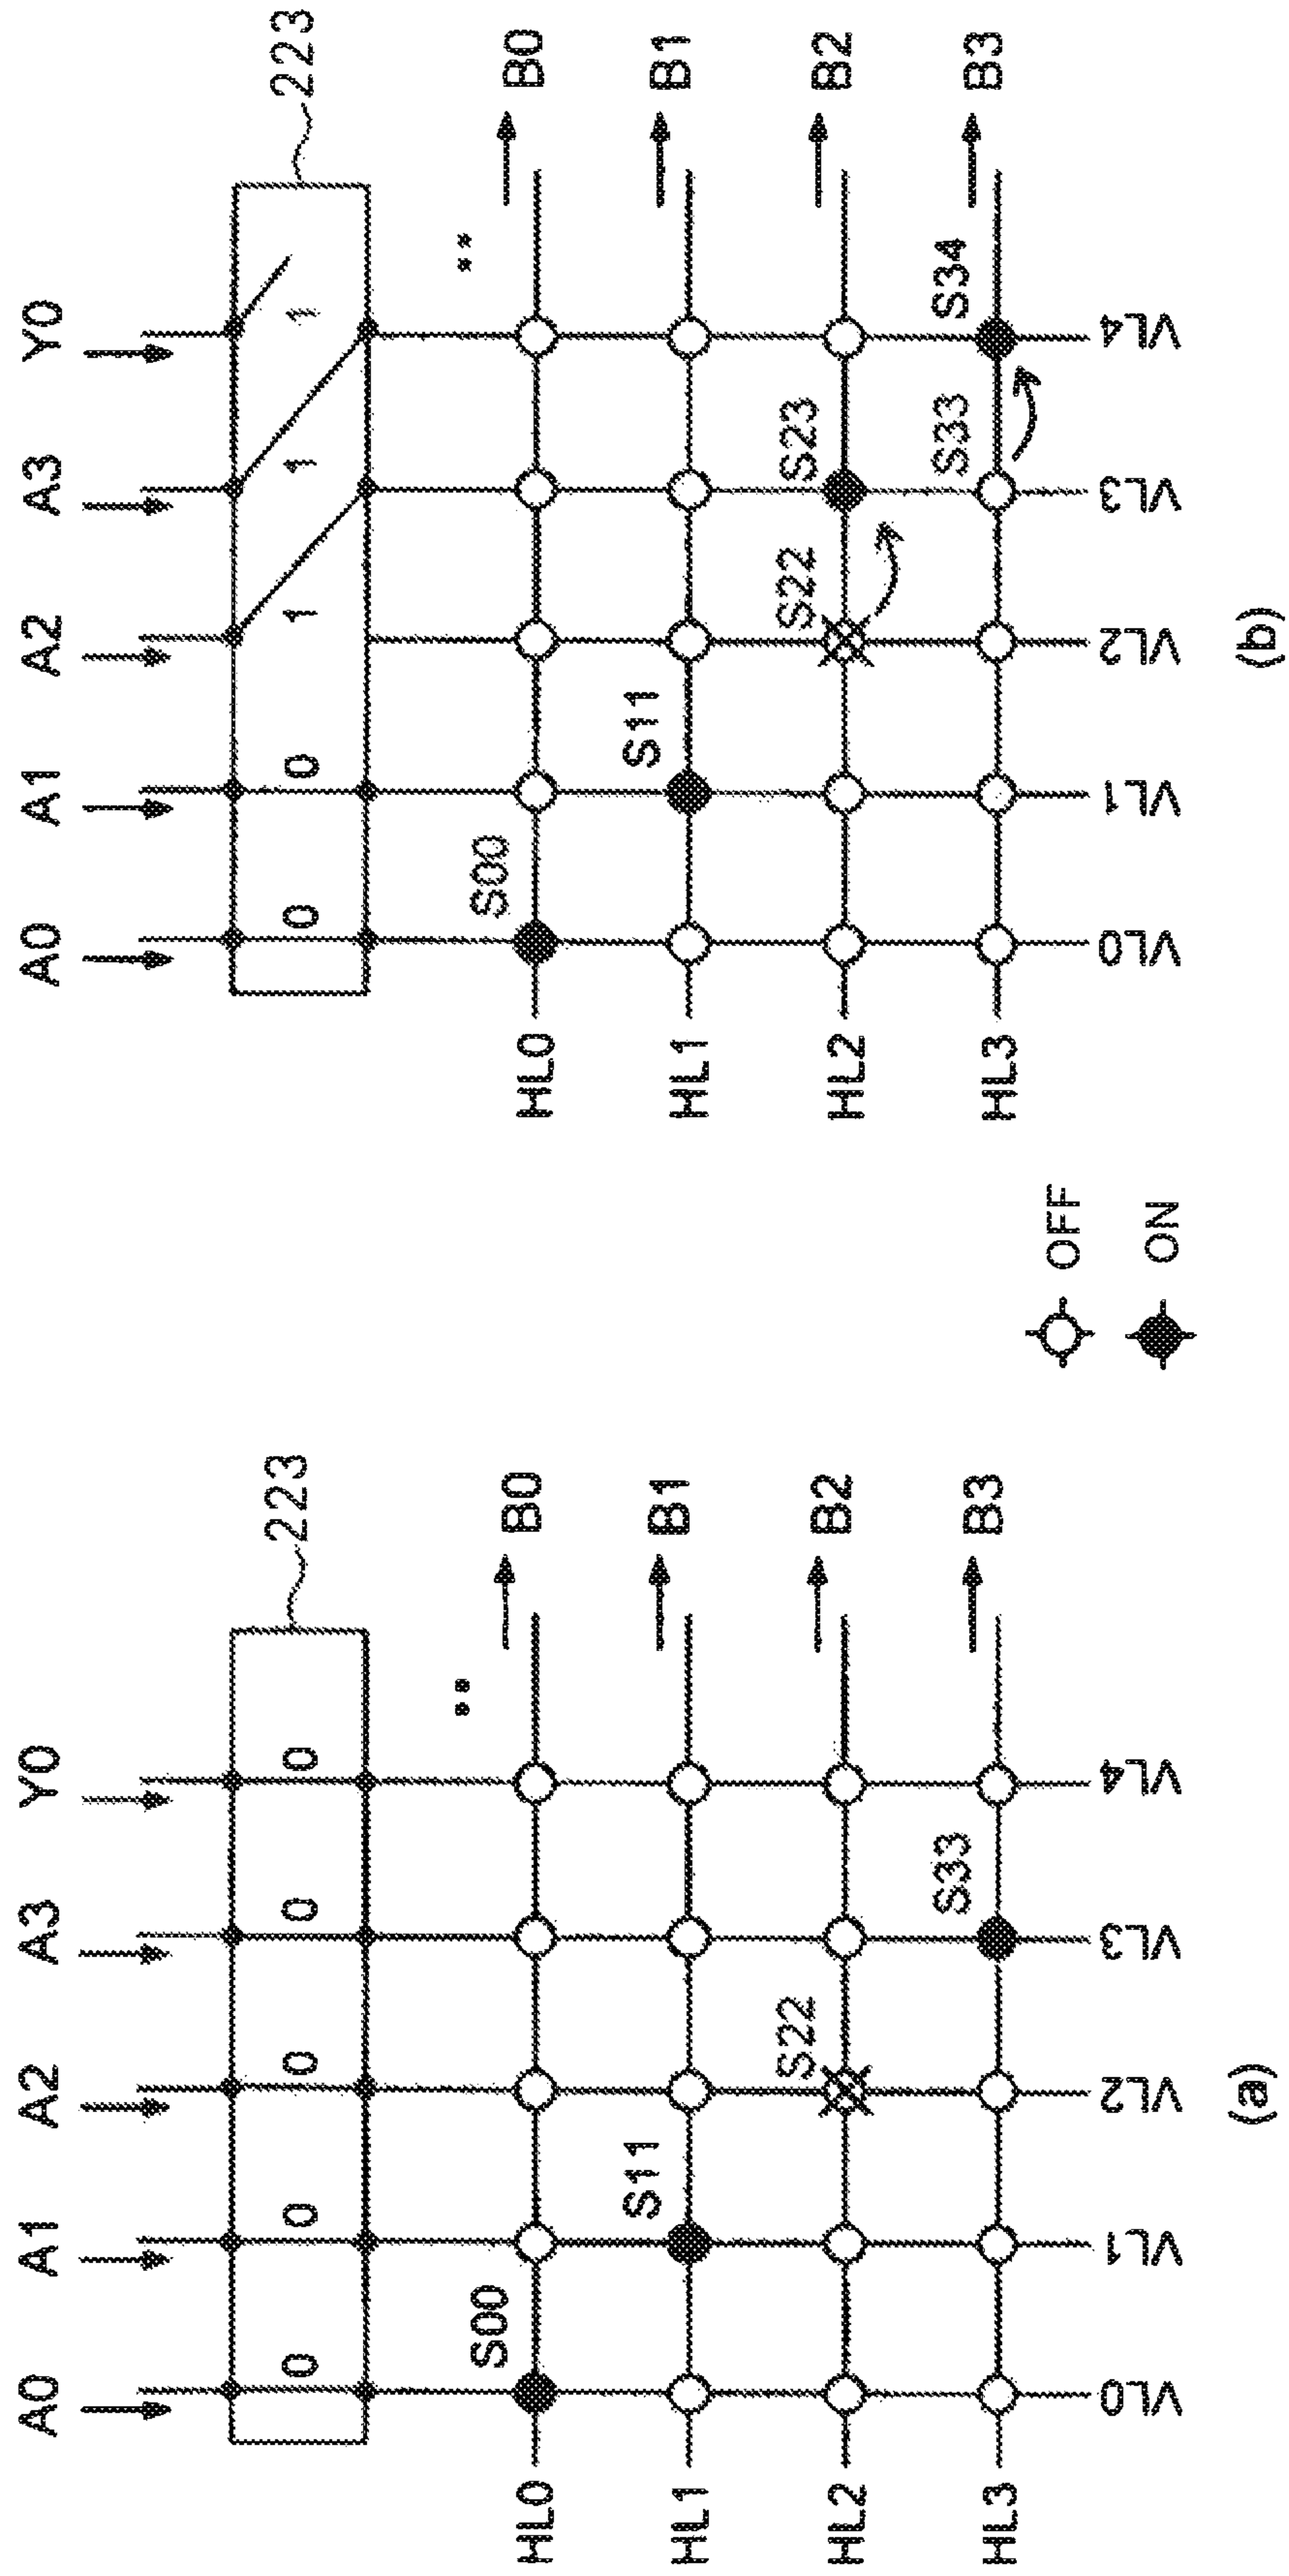 A0 A1 A2 A3 Y0
223
0 0 0 0 0
S00
HL0 B0
S11
HL1 B1
S22
HL2 B2
S33
HL3 B3
VL0 VL1 VL2 VL3 VL4
(a)
OFF
ON
A0 A1 A2 A3 Y0
223
0 0 1 1 1
S00
HL0 B0
S11
HL1 B1
S22 S23
HL2 B2
S33 S34
HL3 B3
VL0 VL1 VL2 VL3 VL4
(b)